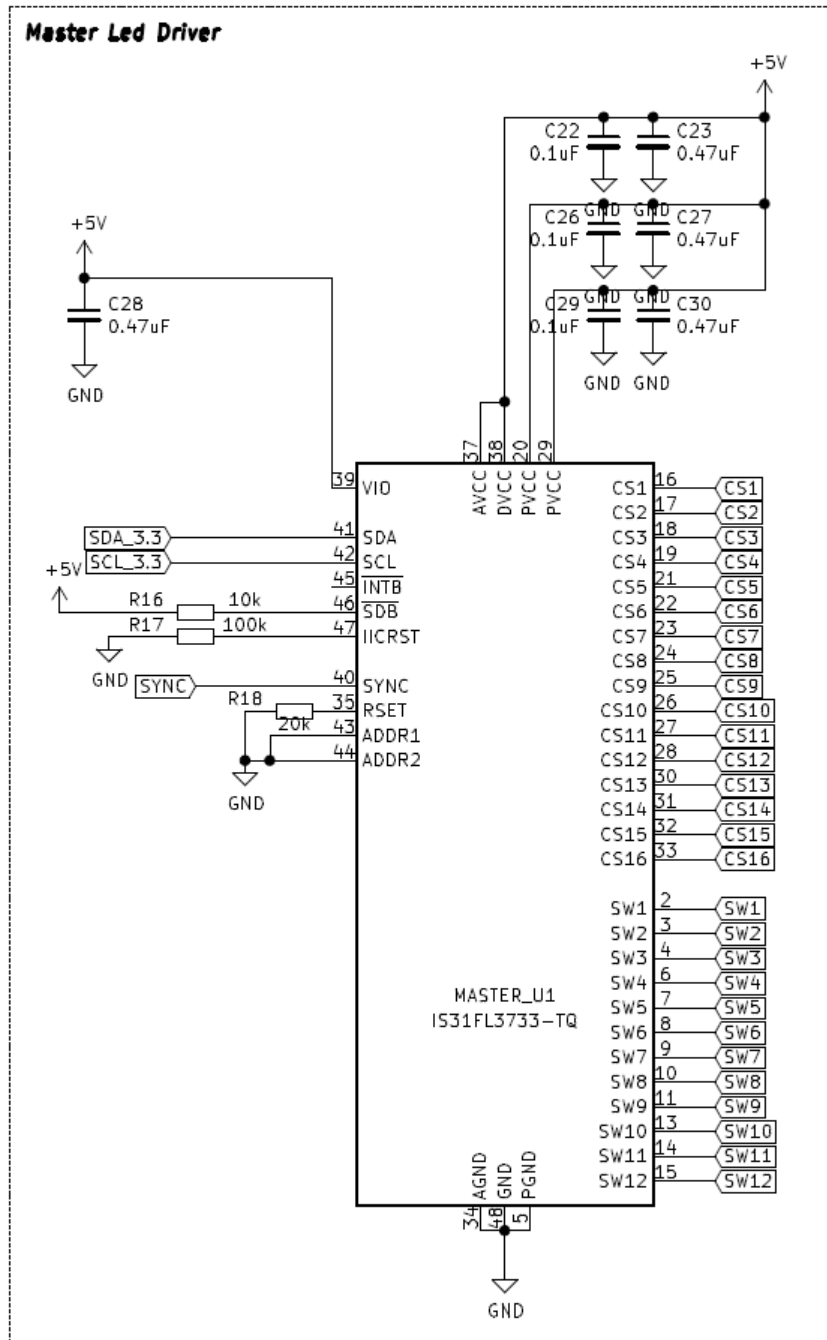 Master Led Driver
+5V
C22
0.1uF
C23
0.47uF
GND
GND
C26
0.1uF
C27
0.47uF
GND
GND
C29
0.1uF
C30
0.47uF
GND
GND
+5V
C28
0.47uF
GND
37
38
20
29
AVCC
DVCC
PVCC
PVCC
39 VIO
SDA_3.3 41 SDA
SCL_3.3 42 SCL
45 INTB
+5V
R16 10k 46 SDB
R17 100k 47 IICRST
GND
SYNC 40 SYNC
R18 20k 35 RSET
43 ADDR1
44 ADDR2
GND
CS1 16 CS1
CS2 17 CS2
CS3 18 CS3
CS4 19 CS4
CS5 21 CS5
CS6 22 CS6
CS7 23 CS7
CS8 24 CS8
CS9 25 CS9
CS10 26 CS10
CS11 27 CS11
CS12 28 CS12
CS13 30 CS13
CS14 31 CS14
CS15 32 CS15
CS16 33 CS16
SW1 2 SW1
SW2 3 SW2
SW3 4 SW3
SW4 6 SW4
SW5 7 SW5
SW6 8 SW6
SW7 9 SW7
SW8 10 SW8
SW9 11 SW9
SW10 13 SW10
SW11 14 SW11
SW12 15 SW12
MASTER_U1
IS31FL3733-TQ
AGND
GND
PGND
34
48
5
GND